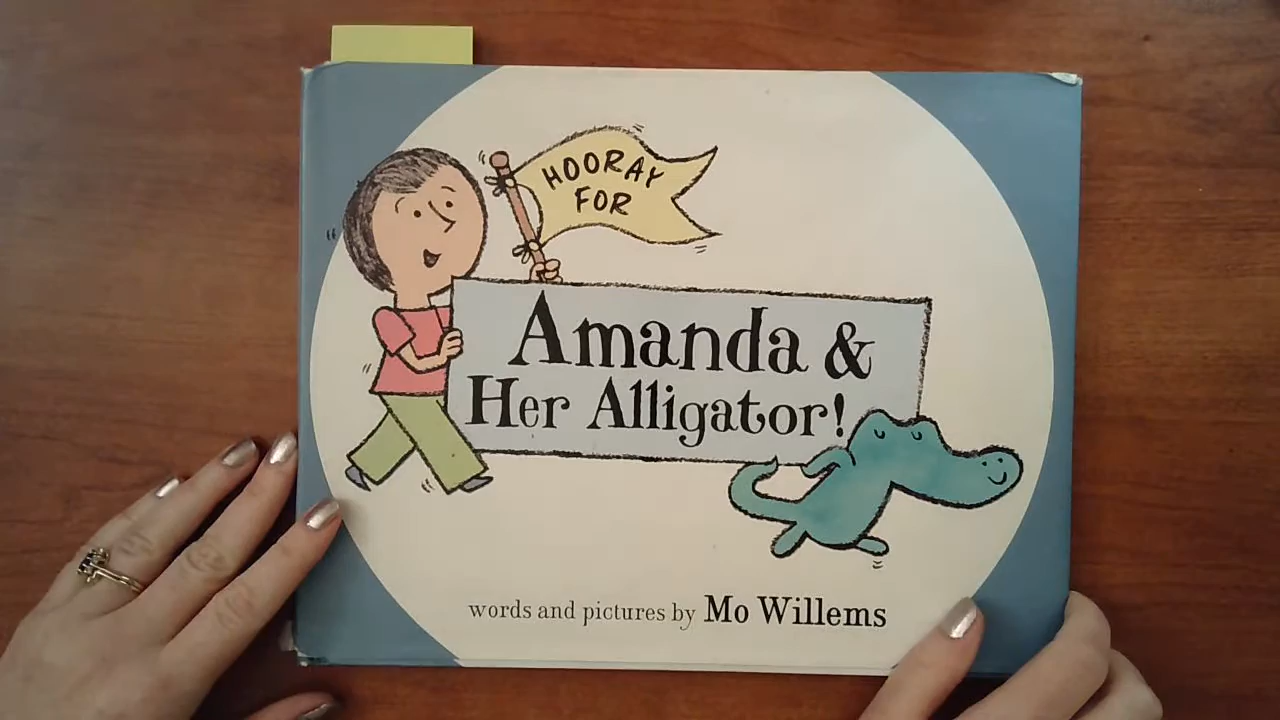 HOORAY
FOR
Amanda &
Her Alligator!
words and pictures by Mo Willems